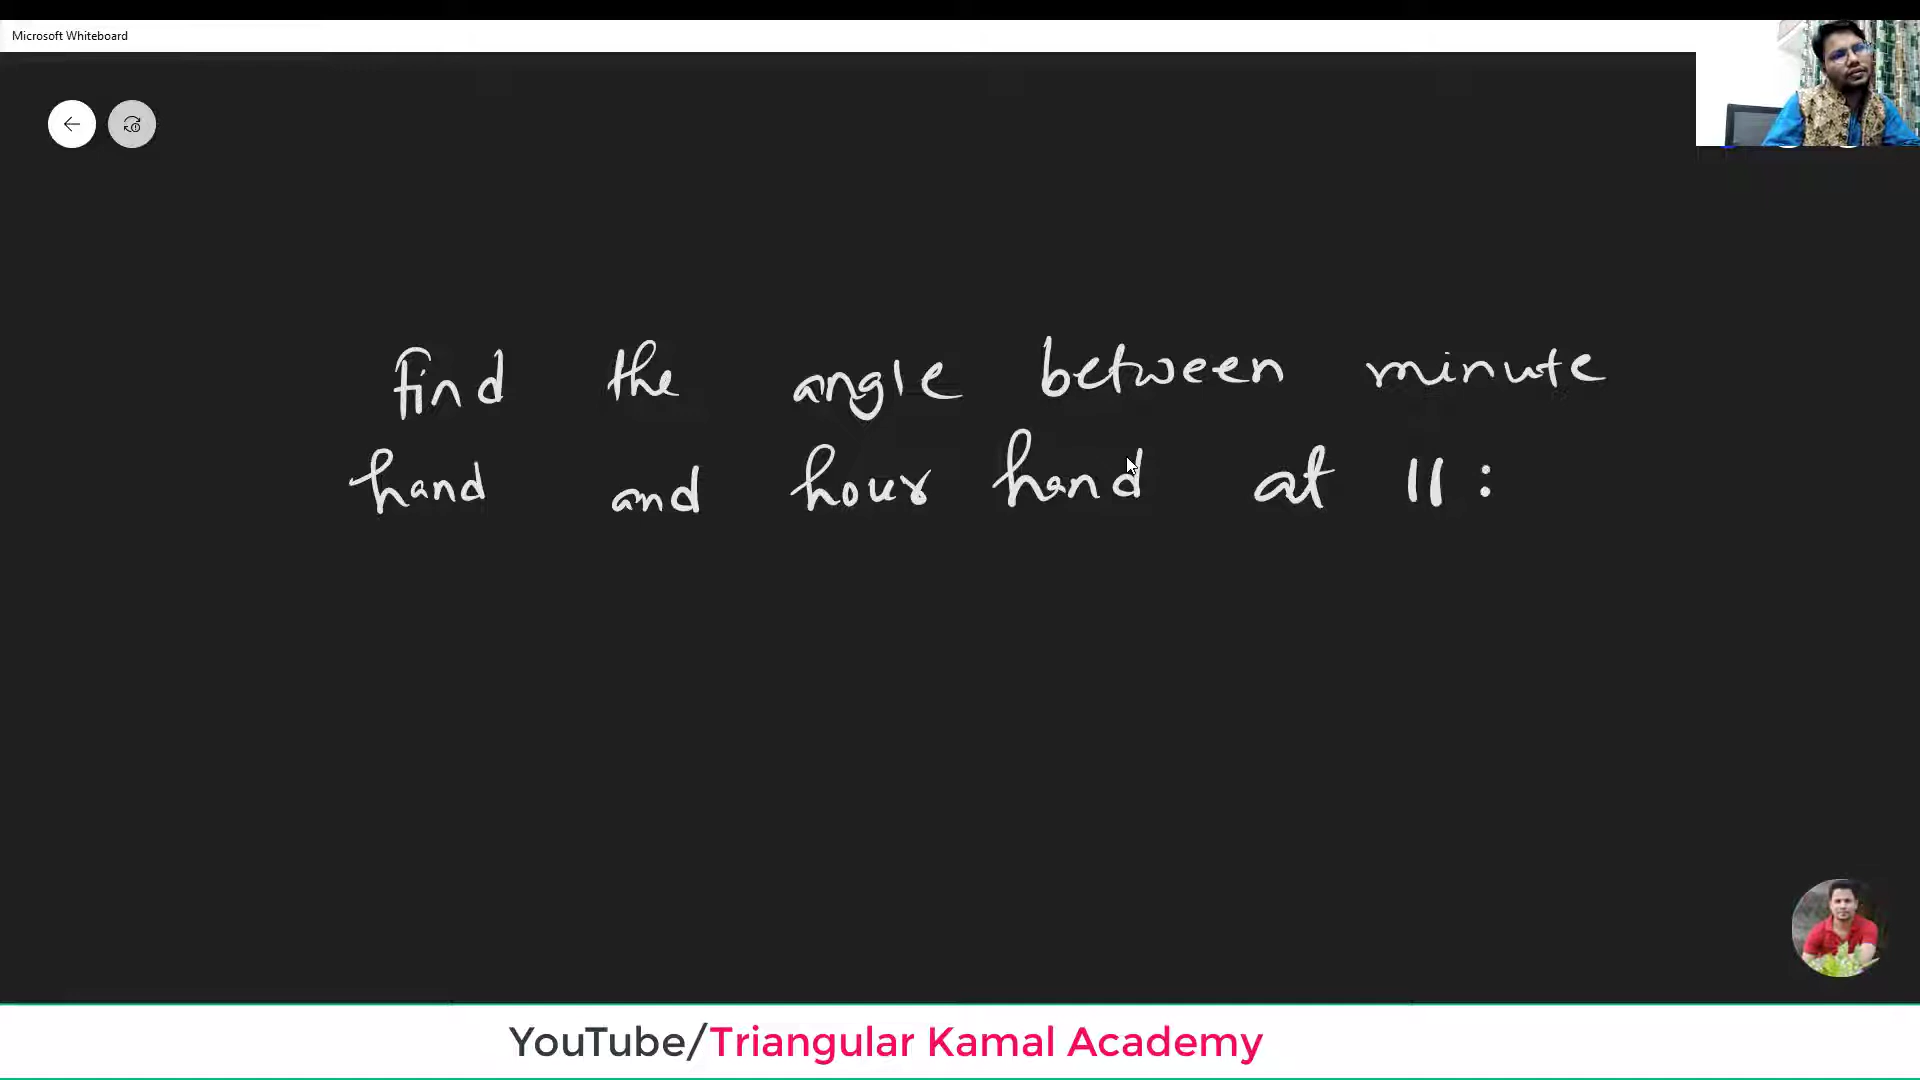 Microsoft Whiteboard
find the angle between minute
hand and hour hand at 11:
YouTube/Triangular Kamal Academy